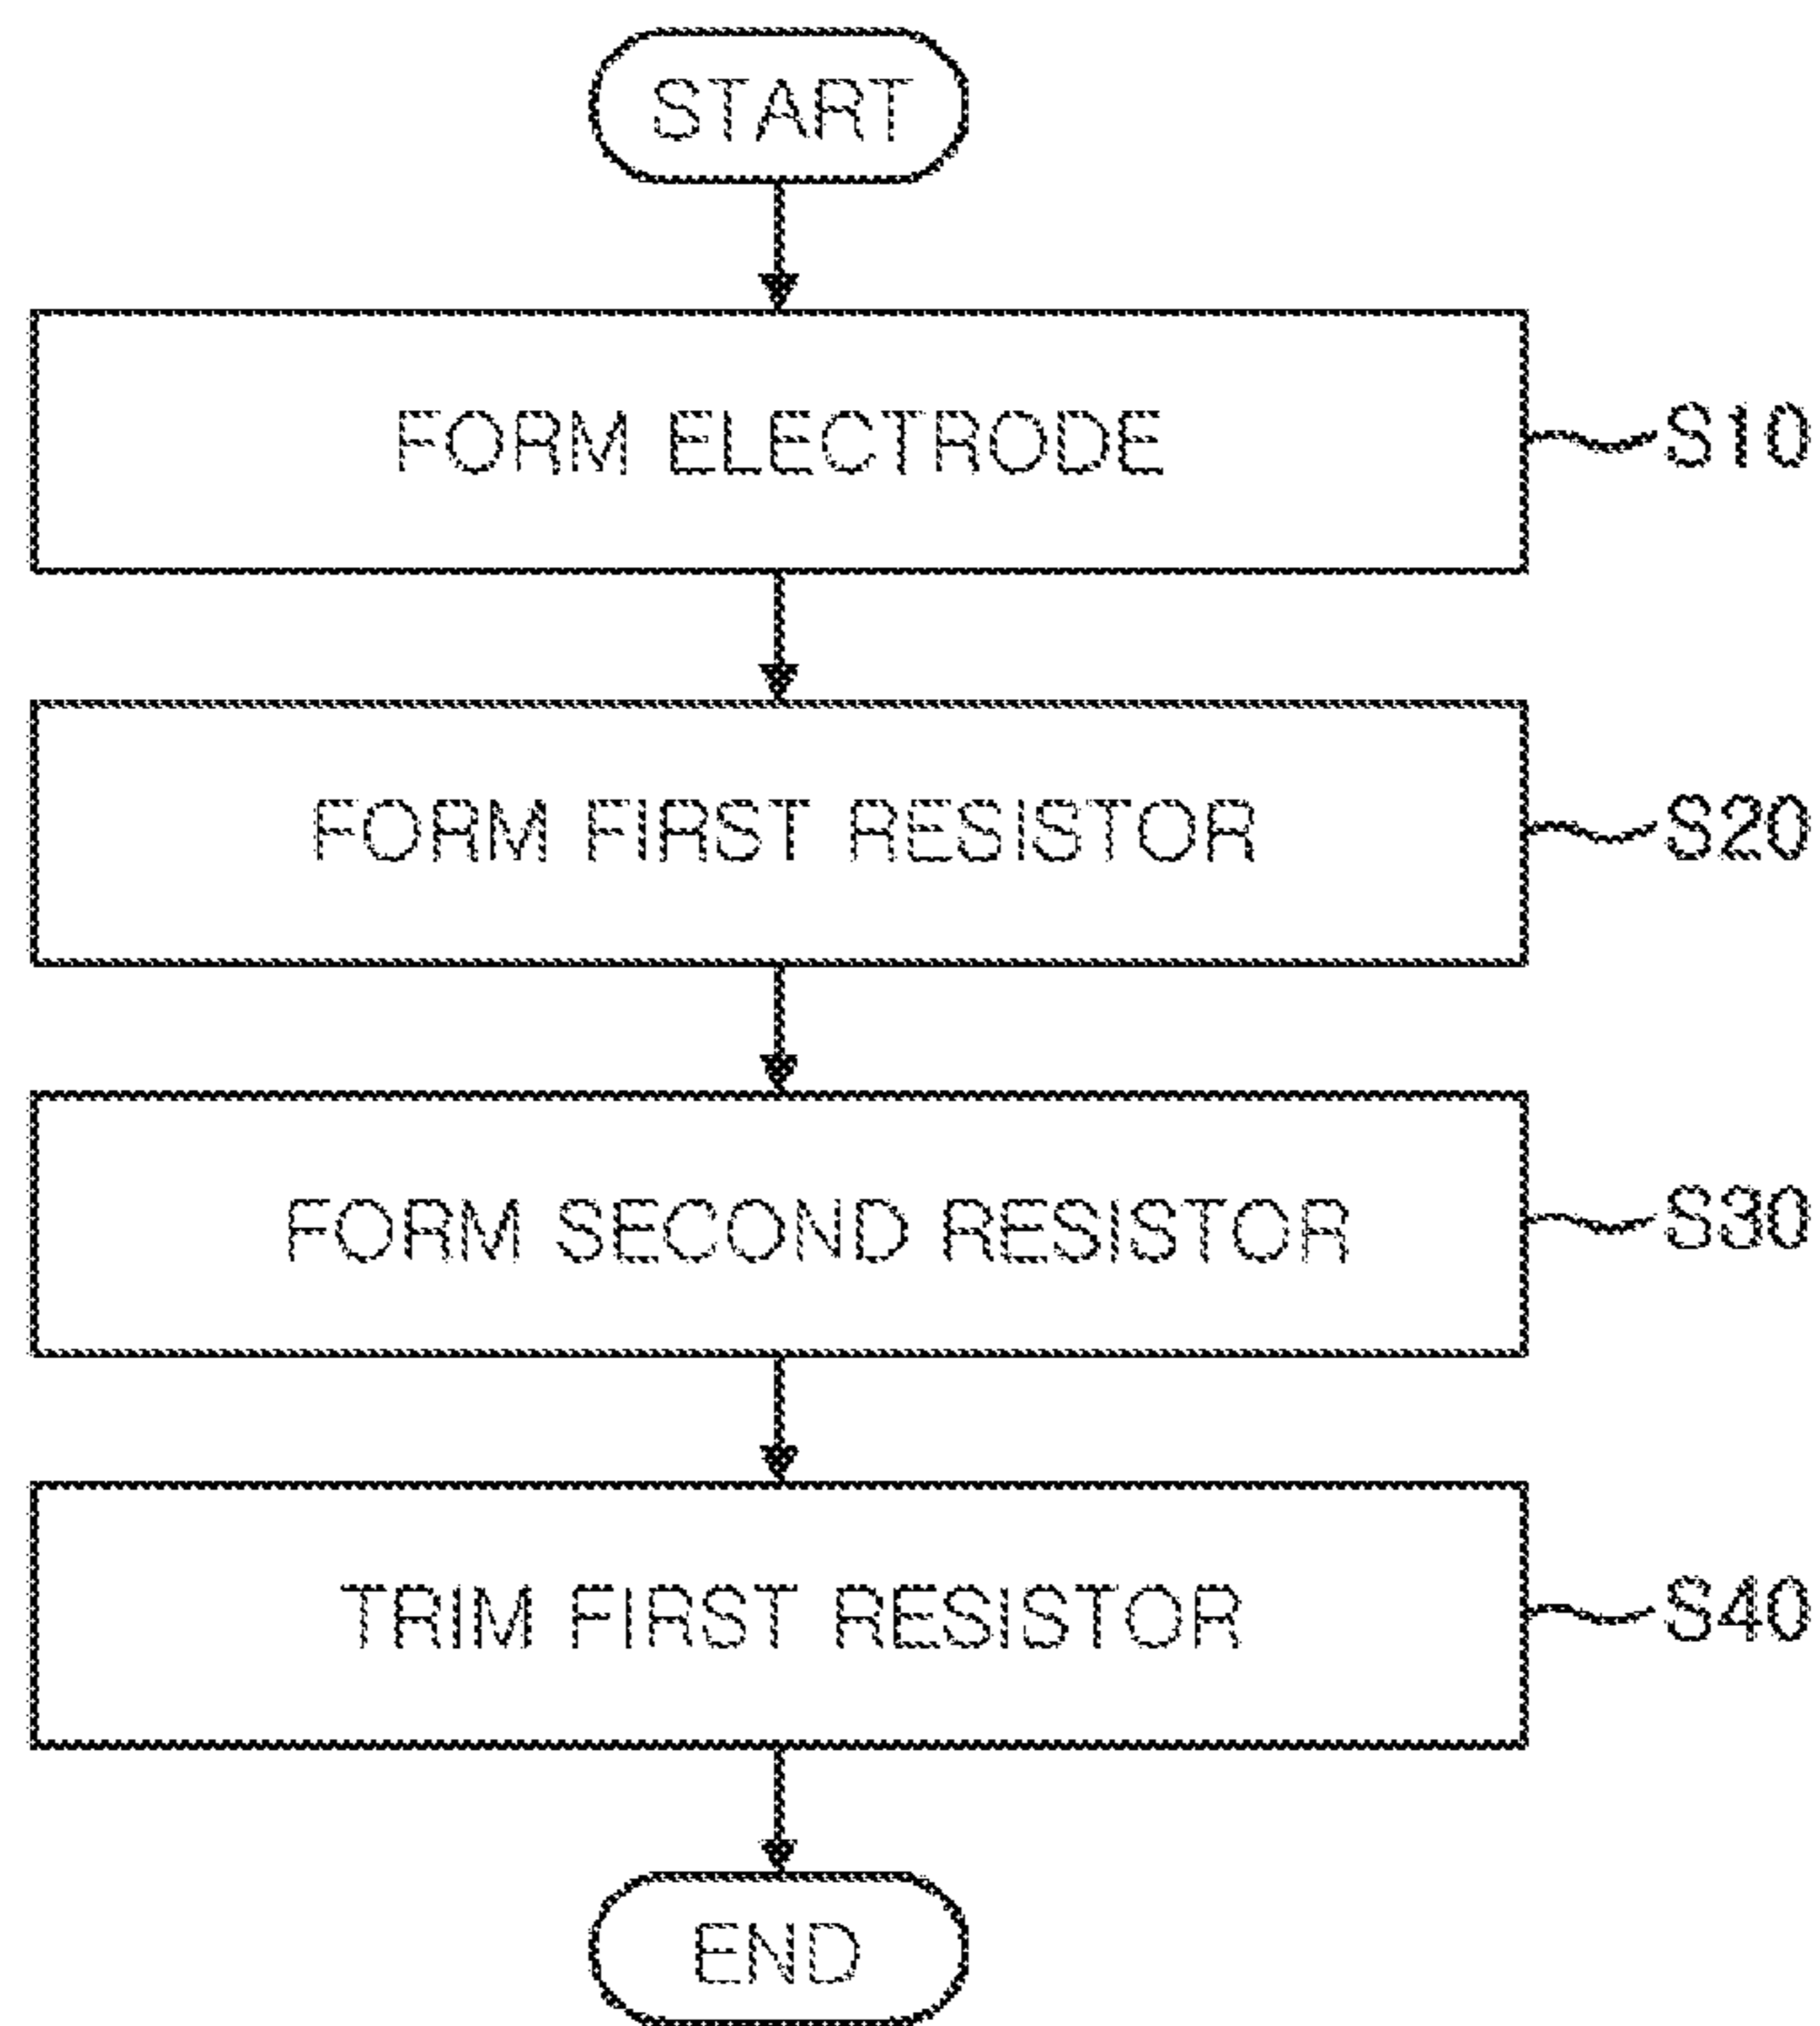 START
FORM ELECTRODE
S10
FORM FIRST RESISTOR
S20
FORM SECOND RESISTOR
S30
TRIM FIRST RESISTOR
S40
END